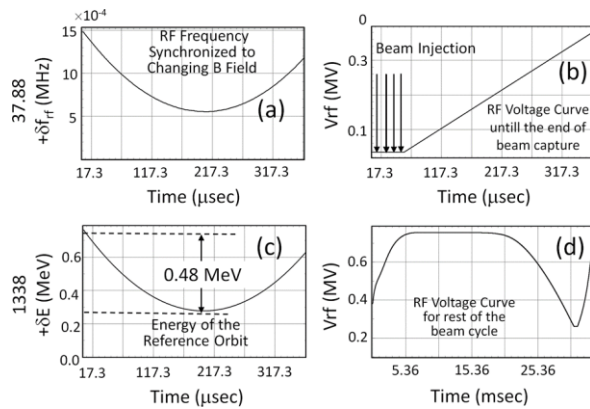 ×10⁻⁴
15
10
5
37.88
+δfrf (MHz)
RF Frequency
Synchronized to
Changing B Field
(a)
17.3 117.3 217.3 317.3
Time (μsec)
0
0.3
0.1
Vrf (MV)
Beam Injection
(b)
RF Voltage Curve
untill the end of
beam capture
17.3 117.3 217.3 317.3
Time (μsec)
0.6
0.4
0.2
0.0
1338
+δE (MeV)
(c)
0.48 MeV
Energy of the
Reference Orbit
17.3 117.3 217.3 317.3
Time (μsec)
0.6
0.4
0.2
Vrf (MV)
(d)
RF Voltage Curve
for rest of the
beam cycle
5.36 15.36 25.36
Time (msec)